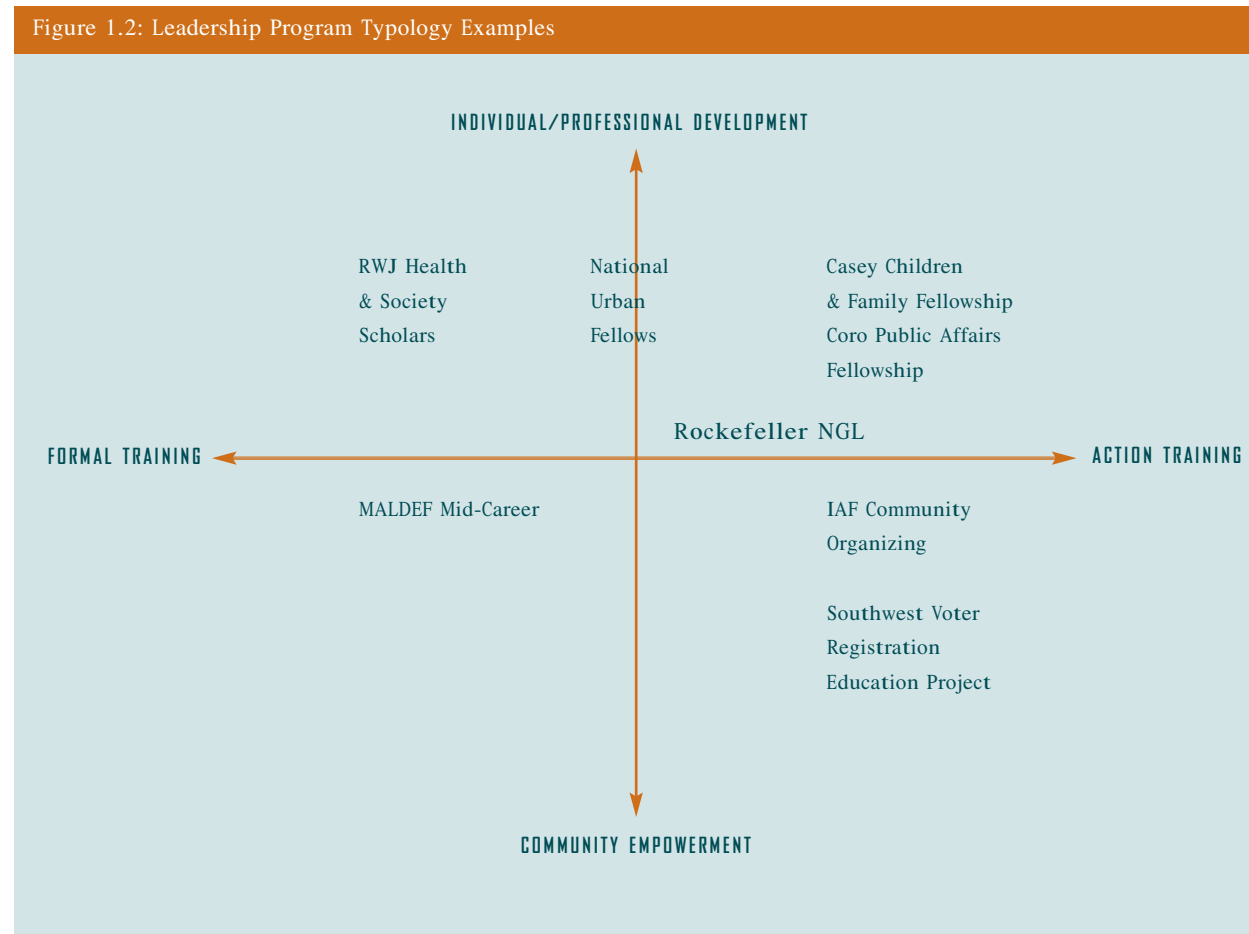 Figure 1.2: Leadership Program Typology Examples
INDIVIDUAL/PROFESSIONAL DEVELOPMENT
RWJ Health
& Society
Scholars
National
Urban
Fellows
Casey Children
& Family Fellowship
Coro Public Affairs
Fellowship
Rockefeller NGL
FORMAL TRAINING
ACTION TRAINING
MALDEF Mid-Career
IAF Community
Organizing
Southwest Voter
Registration
Education Project
COMMUNITY EMPOWERMENT